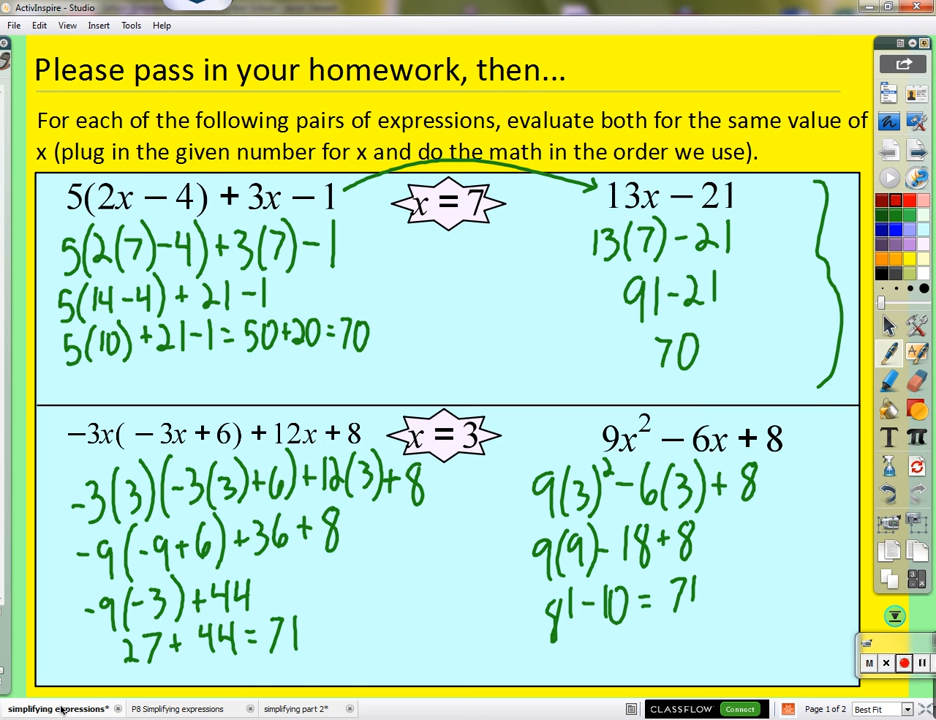 ActivInspire - Studio
File Edit View Insert Tools Help
Please pass in your homework, then...
For each of the following pairs of expressions, evaluate both for the same value of
x (plug in the given number for x and do the math in the order we use).
5(2x − 4) + 3x − 1
x = 7
13x − 21
5(2(7)-4)+3(7)-1
13(7)-21
5(14-4)+21-1
91-21
5(10)+21-1=50+20=70
70
−3x( − 3x + 6) + 12x + 8
x = 3
9x² − 6x + 8
-3(3)(-3(3)+6)+12(3)+8
9(3)²-6(3)+8
-9(-9+6)+36+8
9(9)-18+8
-9(-3)+44
81-10=71
27+44=71
simplifying expressions* P8 Simplifying expressions simplifying part 2* CLASSFLOW Connect Page 1 of 2 Best Fit